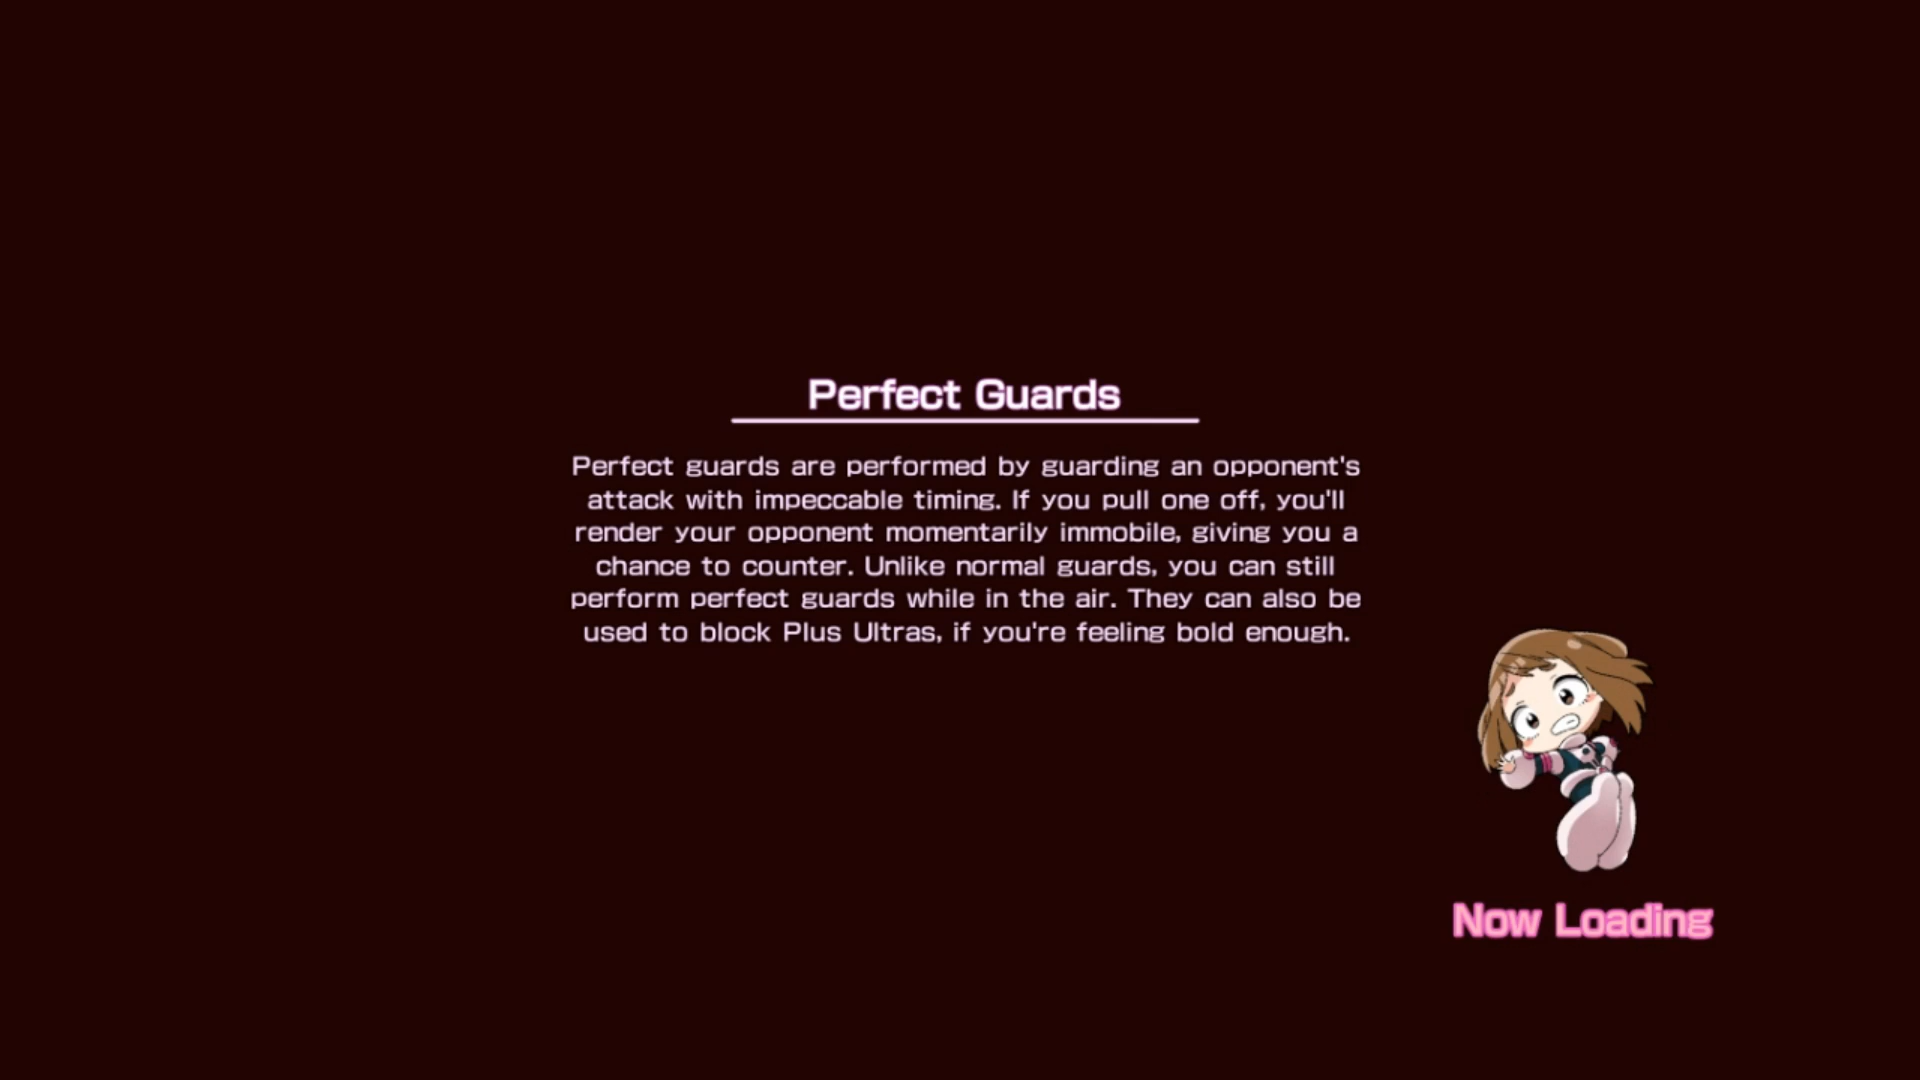 Perfect Guards
Perfect guards are performed by guarding an opponent's
attack with impeccable timing. If you pull one off, you'll
render your opponent momentarily immobile, giving you a
chance to counter. Unlike normal guards, you can still
perform perfect guards while in the air. They can also be
used to block Plus Ultras, if you're feeling bold enough.
Now Loading